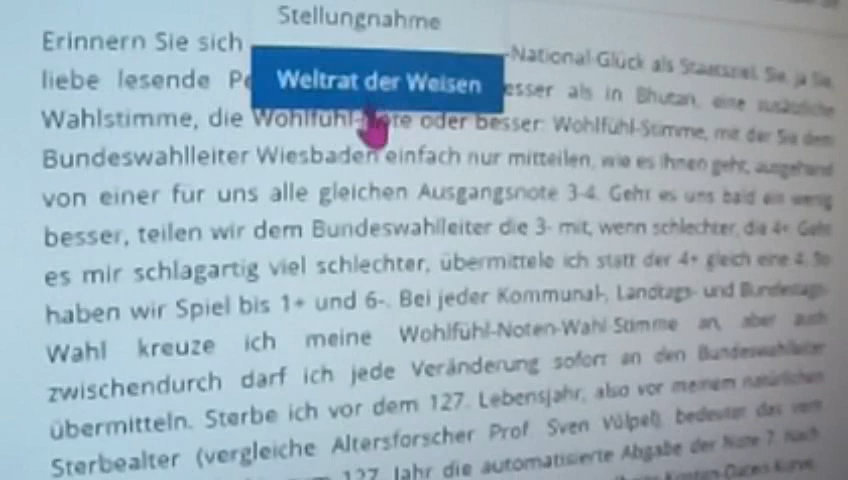 Stellungnahme
Erinnern Sie sich -National-Glück als Staatsziel. Sie, ja Sie,
Weltrat der Weisen
liebe lesende Pe esser als in Bhutan, eine zusätzliche
Wahlstimme, die Wohlfühl-Note oder besser: Wohlfühl-Stimme, mit der Sie dem
Bundeswahlleiter Wiesbaden einfach nur mitteilen, wie es Ihnen geht, ausgehend
von einer für uns alle gleichen Ausgangsnote 3-4. Geht es uns bald ein wenig
besser, teilen wir dem Bundeswahlleiter die 3- mit, wenn schlechter, die 4+. Geht
es mir schlagartig viel schlechter, übermittele ich statt der 4+ gleich eine 4. So
haben wir Spiel bis 1+ und 6-. Bei jeder Kommunal-, Landtags- und Bundestags-
Wahl kreuze ich meine Wohlfühl-Noten-Wahl-Stimme an, aber auch
zwischendurch darf ich jede Veränderung sofort an den Bundeswahlleiter
übermitteln. Sterbe ich vor dem 127. Lebensjahr, also vor meinem natürlichen
Sterbealter (vergleiche Altersforscher Prof. Sven Vülpel), bedeutet das vom
127. Jahr die automatisierte Abgabe der Note 7. Nach
Kosten-Daten-Kurve,